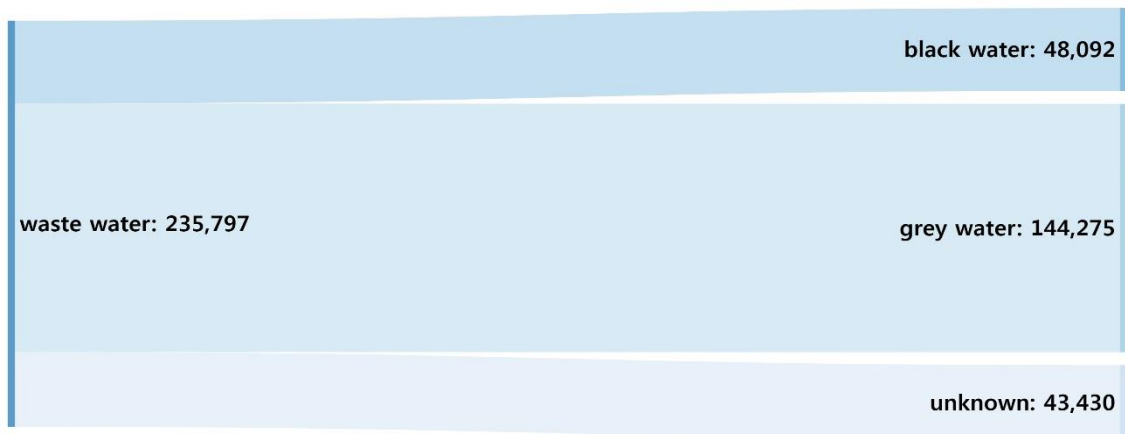 black water: 48,092
waste water: 235,797
grey water: 144,275
unknown: 43,430